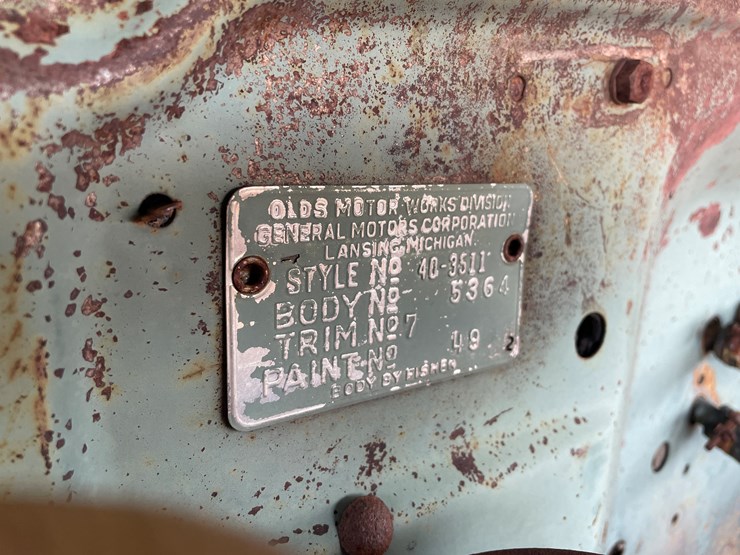 OLDS MOTOR WORKS DIVISION
GENERAL MOTORS CORPORATION
LANSING, MICHIGAN.
STYLE NO 40-3511
BODY NO 5364
TRIM NO 7
PAINT NO 49 2
BODY BY FISHER